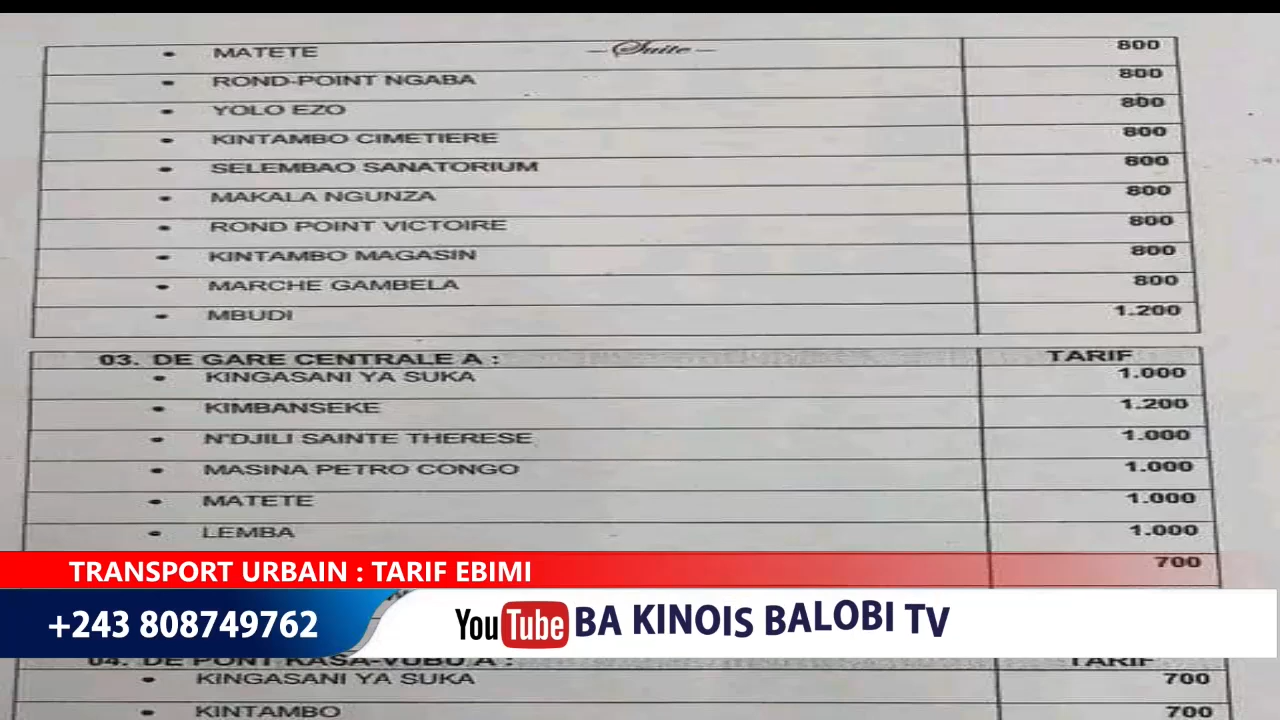 — Suite —
• MATETE 800
• ROND-POINT NGABA 800
• YOLO EZO 800
• KINTAMBO CIMETIERE 800
• SELEMBAO SANATORIUM 800
• MAKALA NGUNZA 800
• ROND POINT VICTOIRE 800
• KINTAMBO MAGASIN 800
• MARCHE GAMBELA 800
• MBUDI 1.200
03. DE GARE CENTRALE A : TARIF
• KINGASANI YA SUKA 1.000
• KIMBANSEKE 1.200
• N'DJILI SAINTE THERESE 1.000
• MASINA PETRO CONGO 1.000
• MATETE 1.000
• LEMBA 1.000
700
TRANSPORT URBAIN : TARIF EBIMI
+243 808749762
YouTube BA KINOIS BALOBI TV
04. DE PONT KASA-VUBU A : TARIF
• KINGASANI YA SUKA 700
• KINTAMBO 700